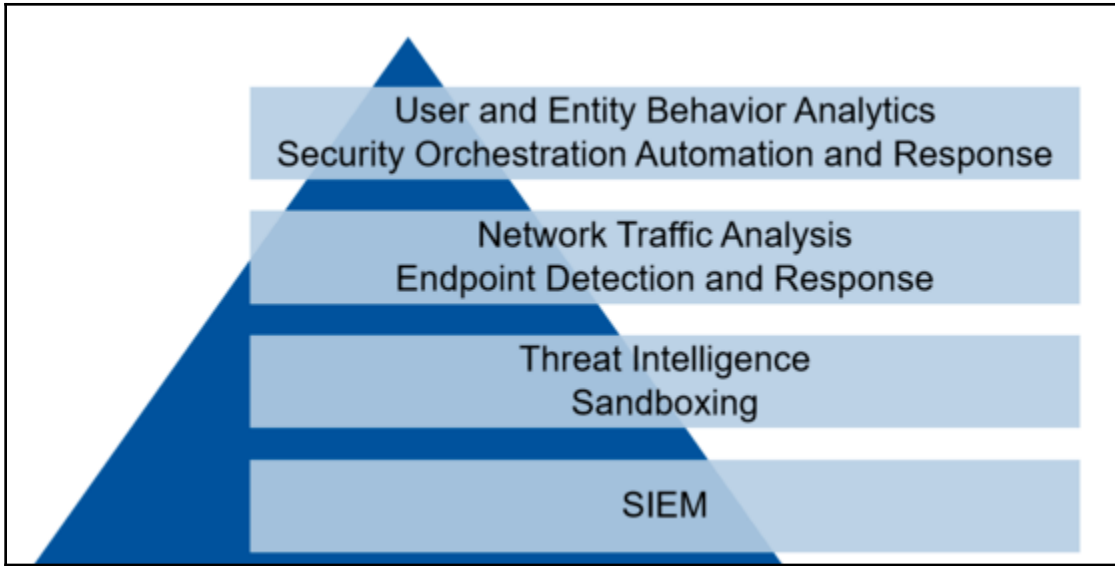 User and Entity Behavior Analytics
Security Orchestration Automation and Response
Network Traffic Analysis
Endpoint Detection and Response
Threat Intelligence
Sandboxing
SIEM